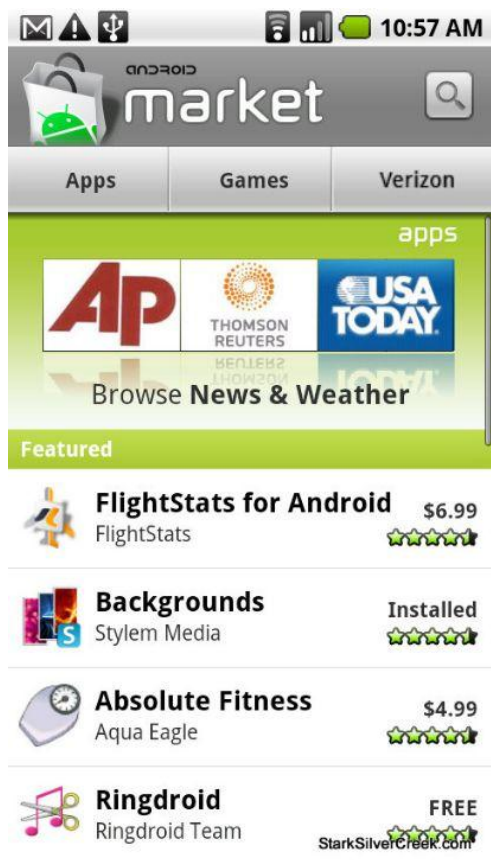 10:57 AM
android
market
Apps
Games
Verizon
apps
AP
THOMSON
REUTERS
USA
TODAY
Browse News & Weather
Featured
FlightStats for Android
$6.99
FlightStats
Backgrounds
Installed
S
Stylem Media
Absolute Fitness
$4.99
Aqua Eagle
Ringdroid
FREE
Ringdroid Team
StarkSilverCreek.com